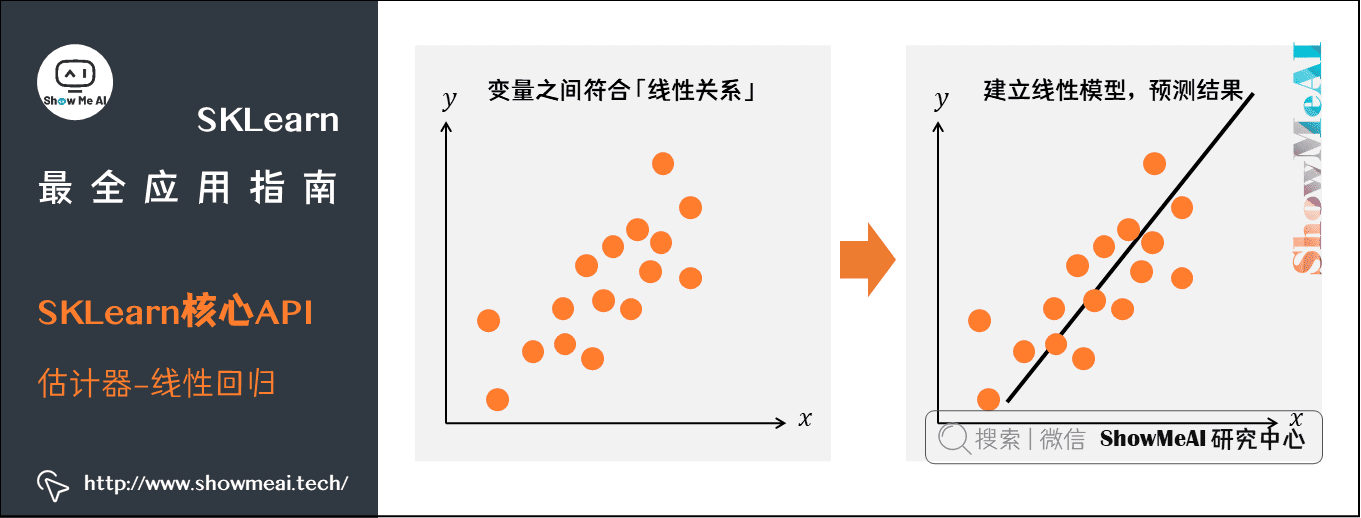 Show Me AI
SKLearn
最全应用指南
SKLearn核心API
估计器-线性回归
http://www.showmeai.tech/
变量之间符合「线性关系」
y
x
建立线性模型，预测结果
y
x
ShowMeAI
搜索|微信 ShowMeAI 研究中心